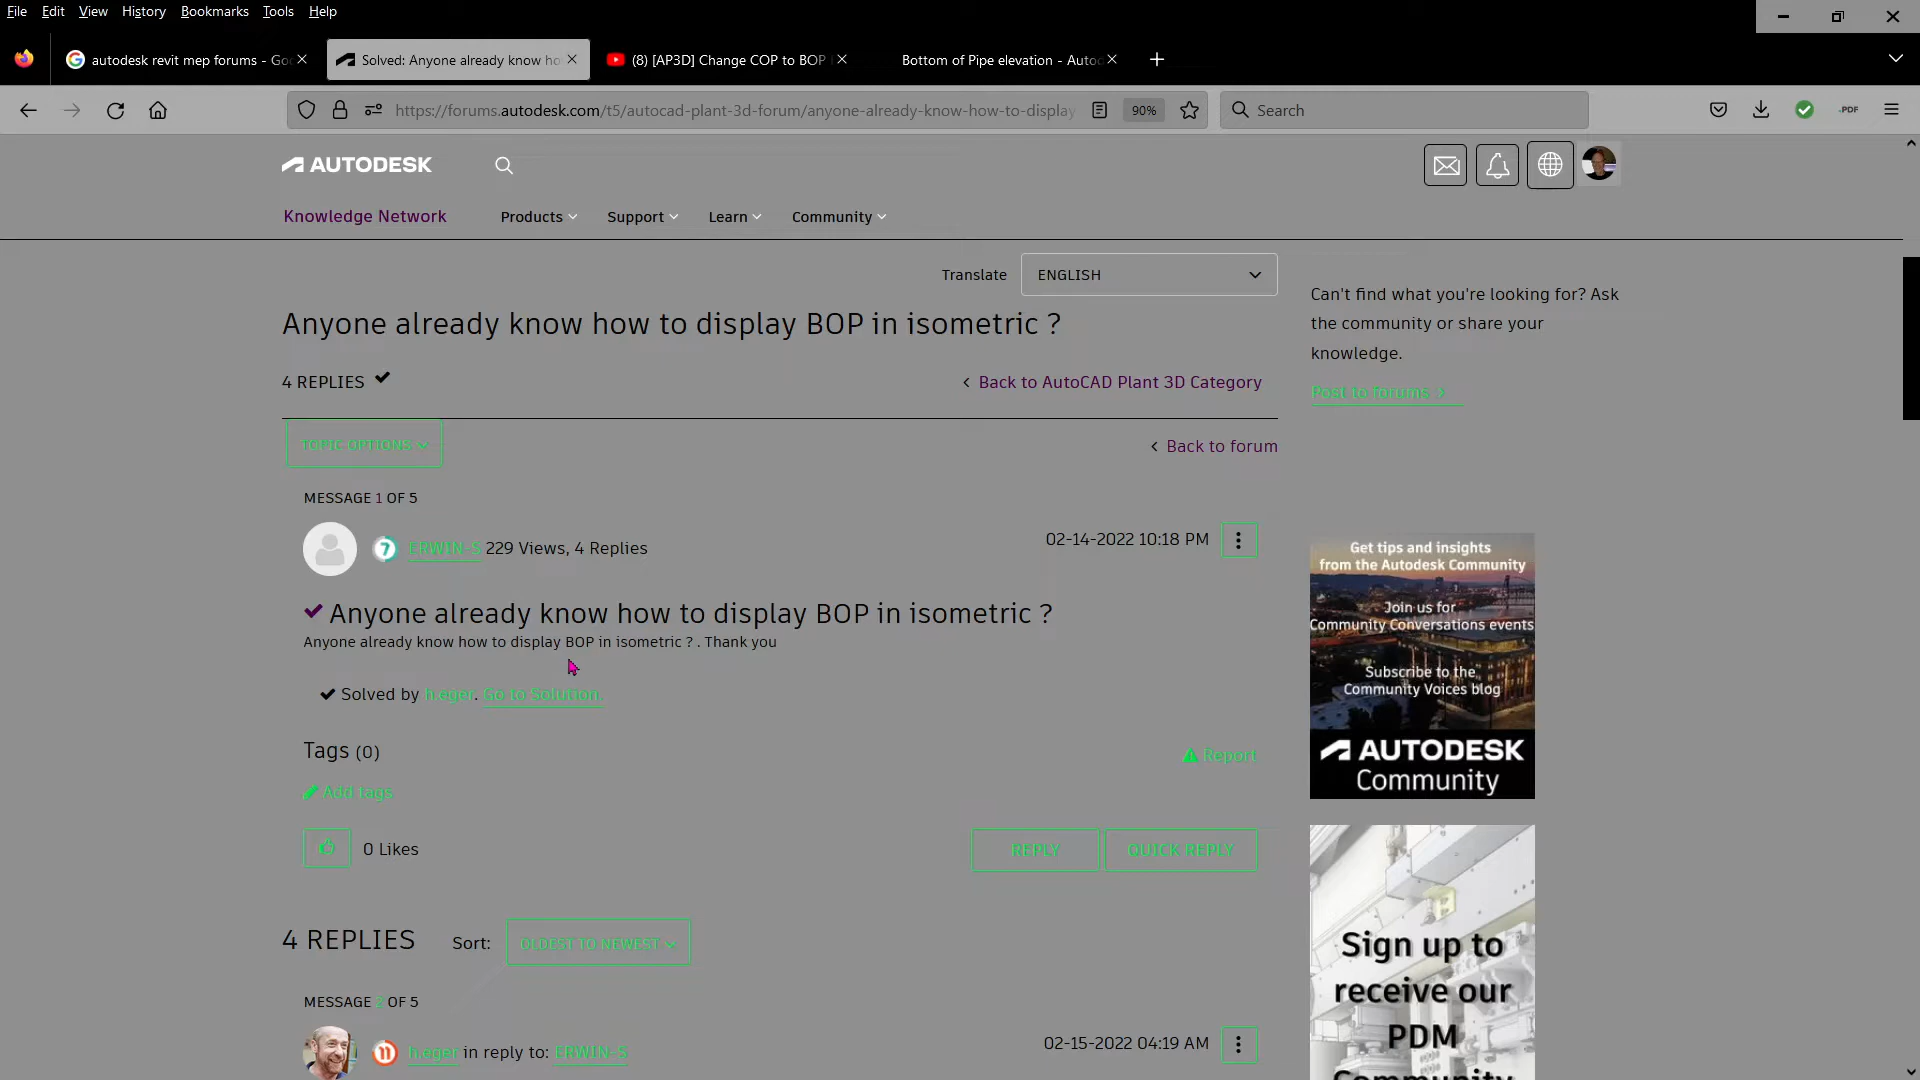 File Edit View History Bookmarks Tools Help
autodesk revit mep forums - Goo
Solved: Anyone already know ho
(8) [AP3D] Change COP to BOP
Bottom of Pipe elevation - Autod
https://forums.autodesk.com/t5/autocad-plant-3d-forum/anyone-already-know-how-to-display
90%
Search
.PDF
AUTODESK
Knowledge Network
Products
Support
Learn
Community
Translate
ENGLISH
Can't find what you're looking for? Ask
the community or share your
knowledge.
Post to forums >
Anyone already know how to display BOP in isometric ?
4 REPLIES
Back to AutoCAD Plant 3D Category
TOPIC OPTIONS
Back to forum
MESSAGE 1 OF 5
7
ERWIN-S 229 Views, 4 Replies
02-14-2022 10:18 PM
Anyone already know how to display BOP in isometric ?
Anyone already know how to display BOP in isometric ? . Thank you
Solved by h.eger. Go to Solution.
Tags (0)
Report
Add tags
0 Likes
REPLY
QUICK REPLY
4 REPLIES
Sort:
OLDEST TO NEWEST
MESSAGE 2 OF 5
11
h.eger in reply to: ERWIN-S
02-15-2022 04:19 AM
Get tips and insights
from the Autodesk Community
Join us for
Community Conversations events
Subscribe to the
Community Voices blog
AUTODESK
Community
Sign up to
receive our
PDM
Community